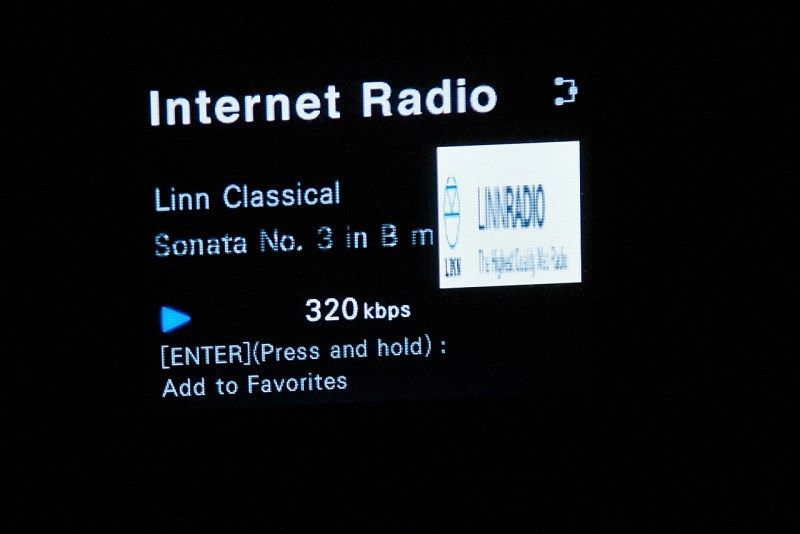 Internet Radio
Linn Classical
Sonata No. 3 in B m
LINNRADIO
LINN
320 kbps
[ENTER](Press and hold) :
Add to Favorites